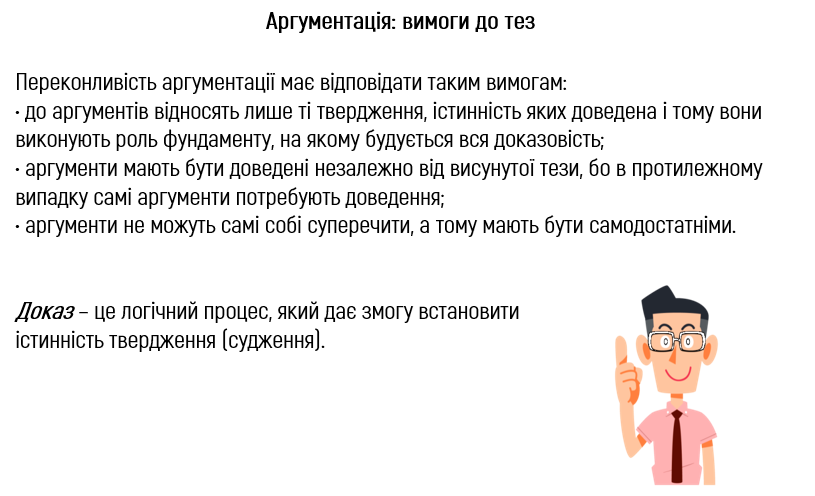 Аргументація: вимоги до тез
Переконливість аргументації має відповідати таким вимогам:
• до аргументів відносять лише ті твердження, істинність яких доведена і тому вони
виконують роль фундаменту, на якому будується вся доказовість;
• аргументи мають бути доведені незалежно від висунутої тези, бо в протилежному
випадку самі аргументи потребують доведення;
• аргументи не можуть самі собі суперечити, а тому мають бути самодостатніми.
Доказ – це логічний процес, який дає змогу встановити
істинність твердження (судження).